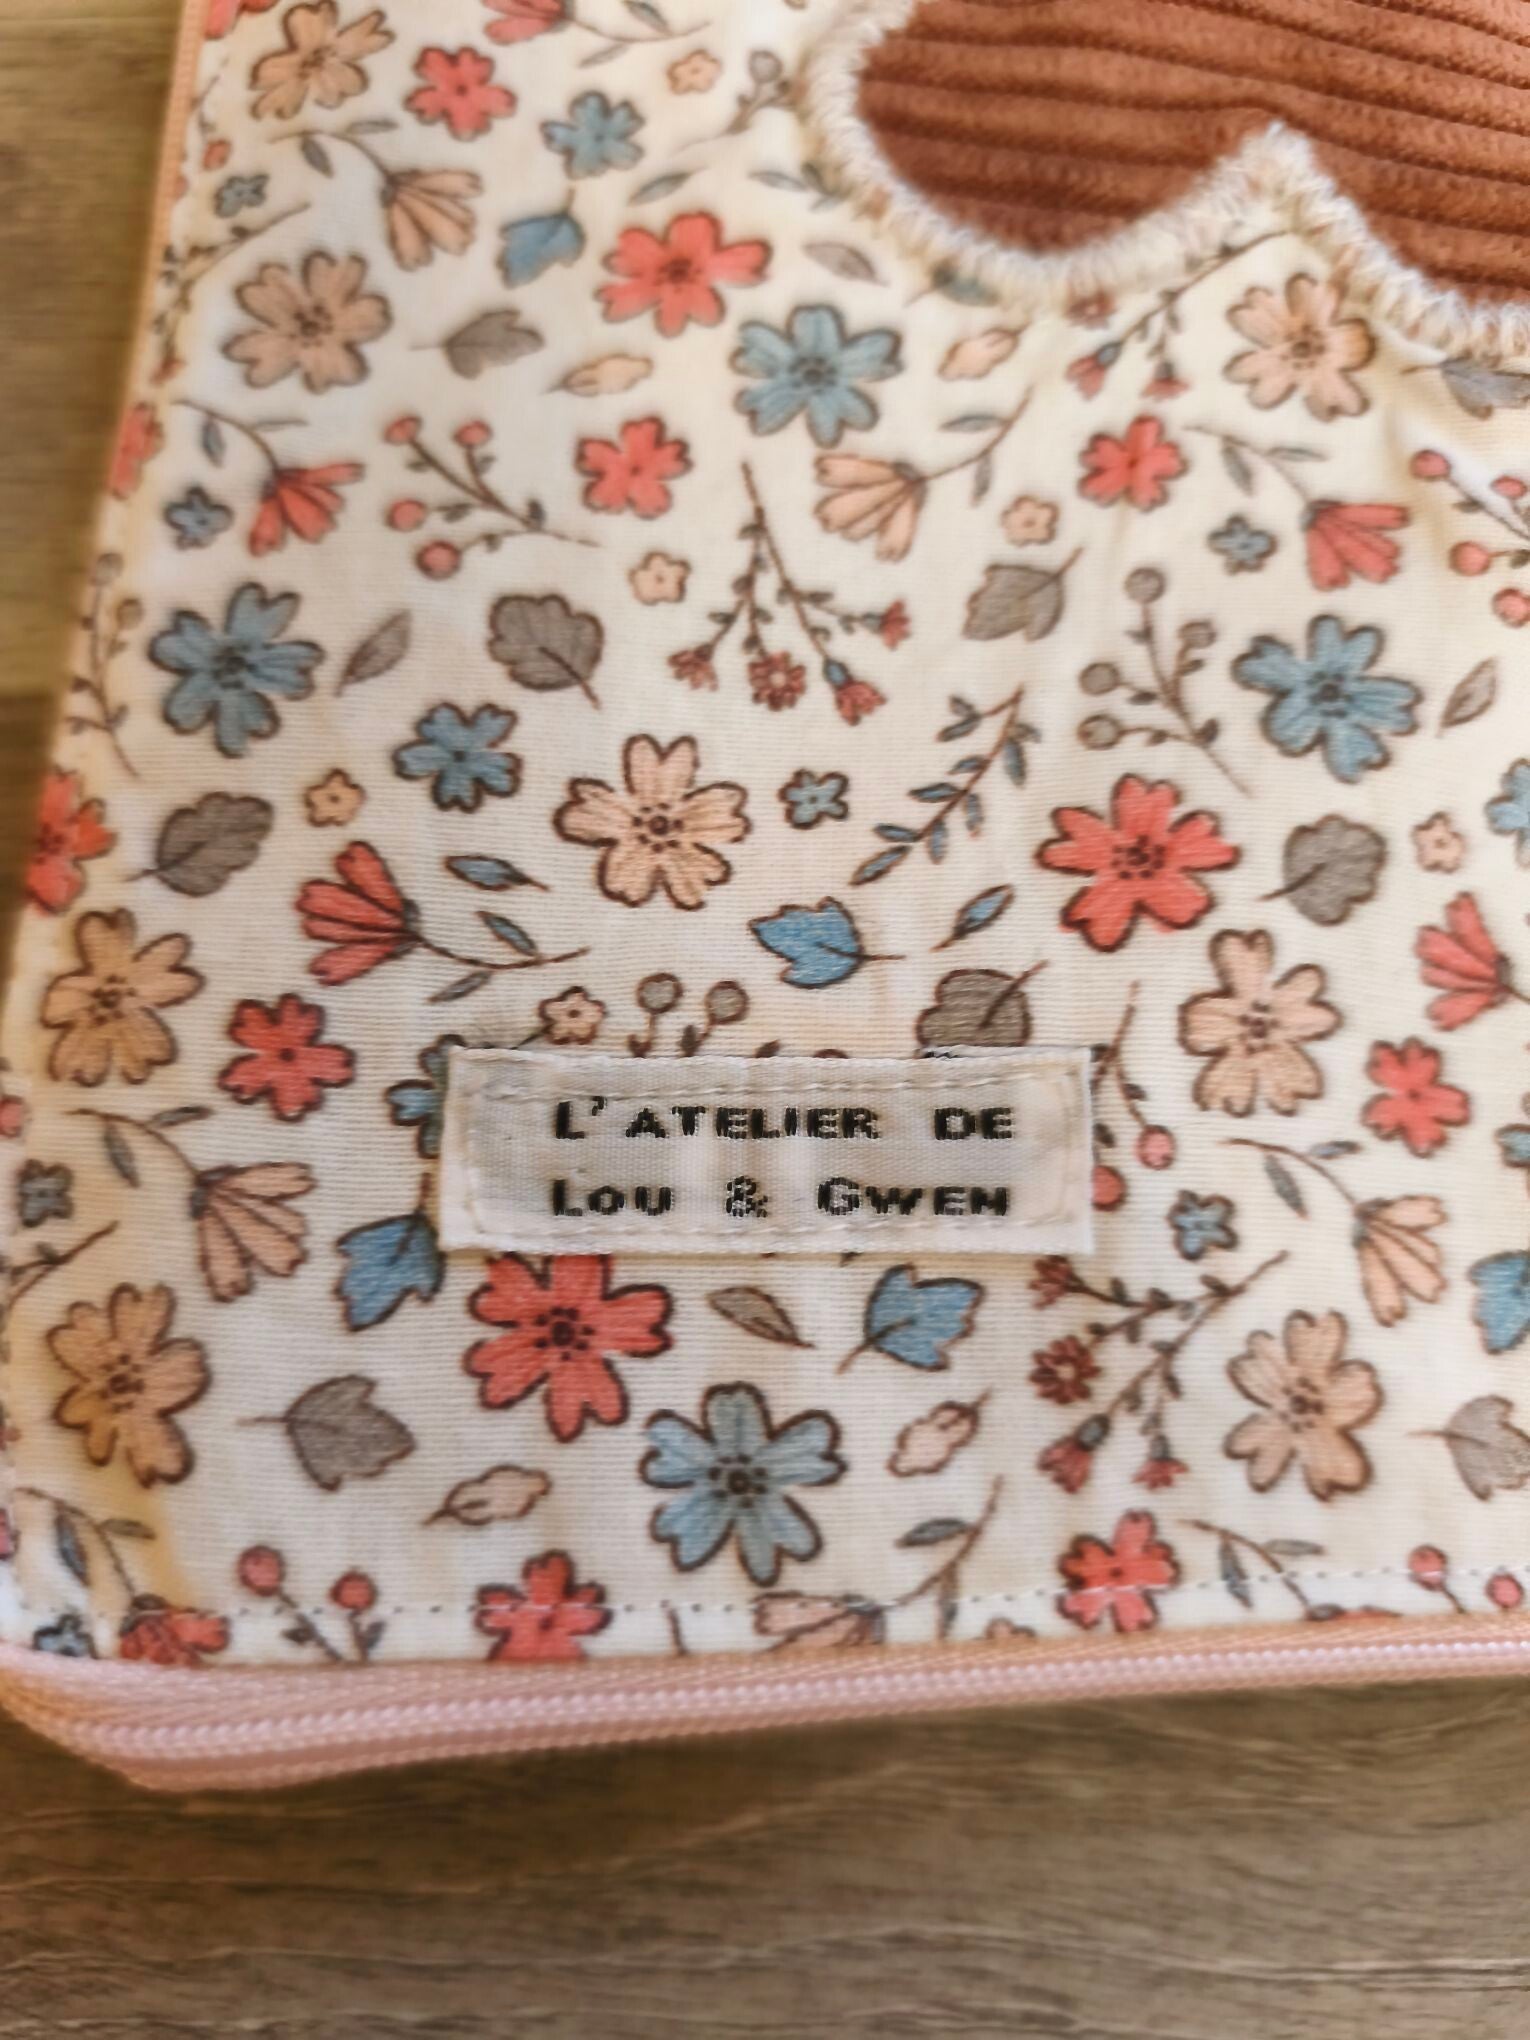 L'ATELIER DE
LOU & GWEN